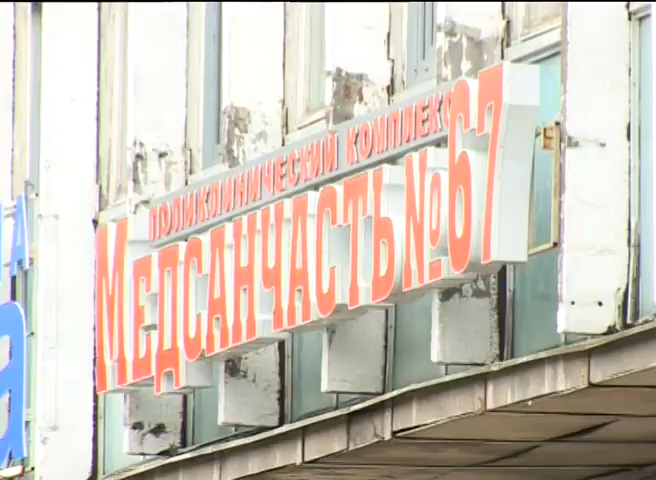 ПОЛИКЛИНИЧЕСКИЙ КОМПЛЕКС
МЕДСАНЧАСТЬ №67